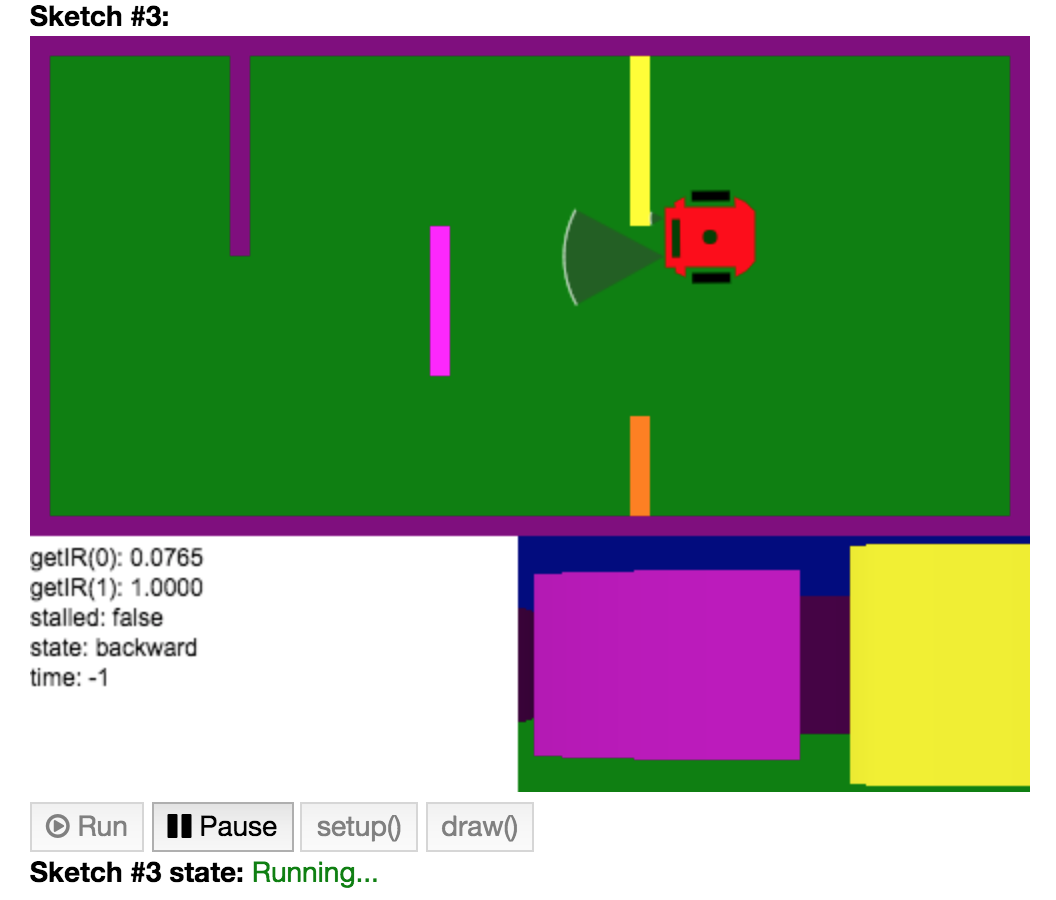 Sketch #3:
getIR(0): 0.0765
getIR(1): 1.0000
stalled: false
state: backward
time: -1
Run Pause setup() draw()
Sketch #3 state: Running...